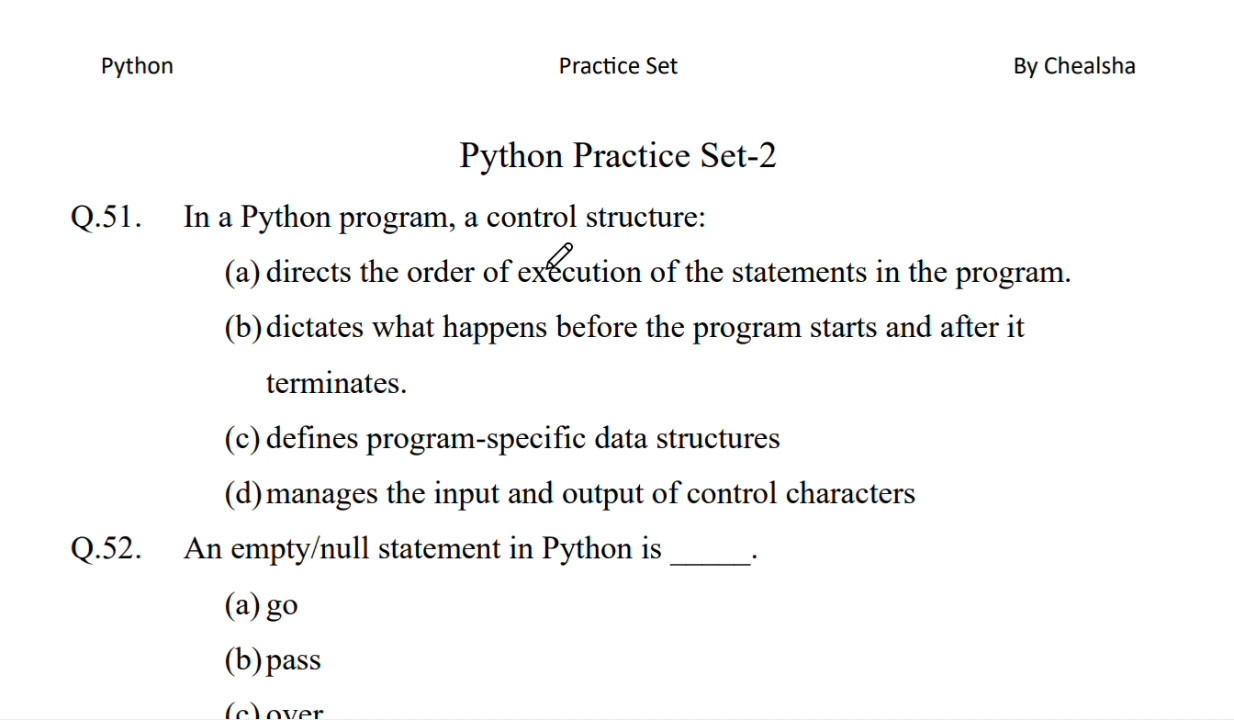 Python Practice Set By Chealsha
Python Practice Set-2
Q.51. In a Python program, a control structure:
(a) directs the order of execution of the statements in the program.
(b) dictates what happens before the program starts and after it
terminates.
(c) defines program-specific data structures
(d) manages the input and output of control characters
Q.52. An empty/null statement in Python is _____.
(a) go
(b) pass
(c) over